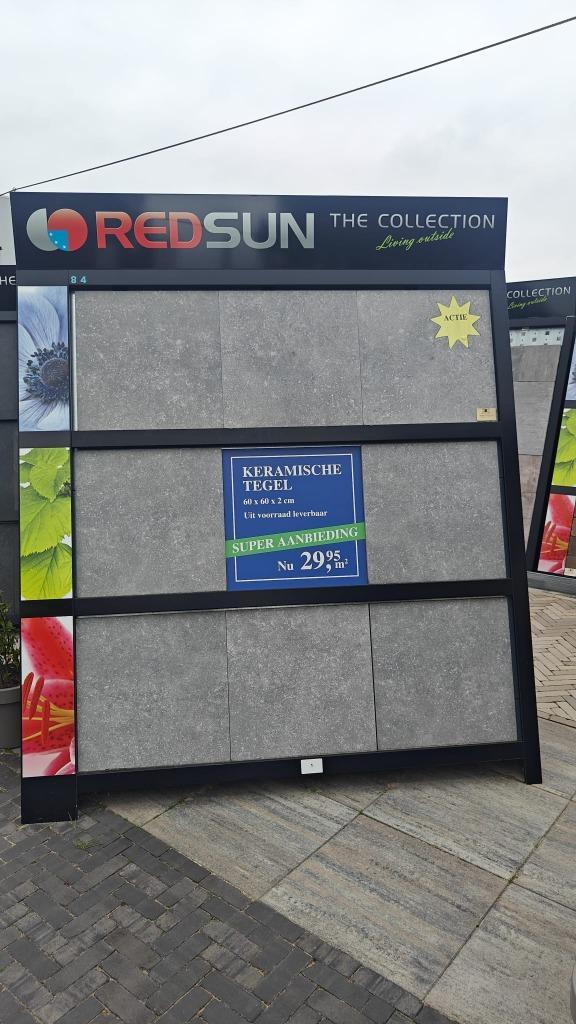 REDSUN THE COLLECTION
Living outside
84
ACTIE
KERAMISCHE
TEGEL
60 x 60 x 2 cm
Uit voorraad leverbaar
SUPER AANBIEDING
Nu 29,95 m²
THE
COLLECTION
Living outside